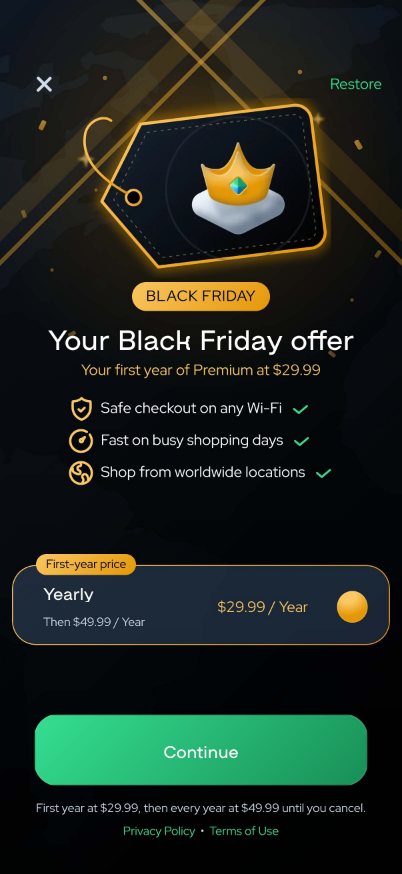 Restore
BLACK FRIDAY
Your Black Friday offer
Your first year of Premium at $29.99
Safe checkout on any Wi-Fi
Fast on busy shopping days
Shop from worldwide locations
First-year price
Yearly
$29.99 / Year
Then $49.99 / Year
Continue
First year at $29.99, then every year at $49.99 until you cancel.
Privacy Policy • Terms of Use